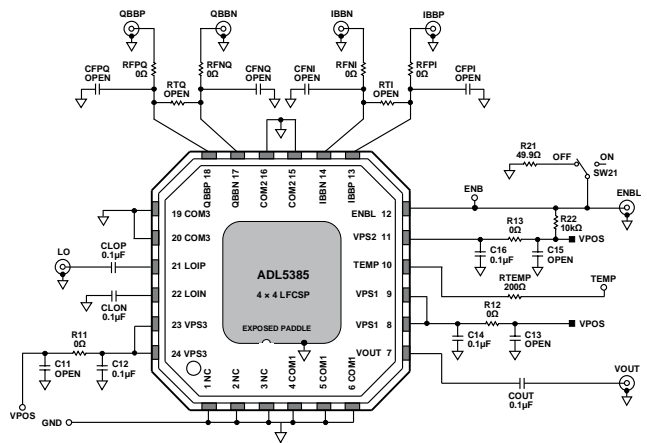 QBBP
QBBN
IBBN
IBBP
RFPQ
0Ω
RFNQ
0Ω
RFNI
0Ω
RFPI
0Ω
CFPQ
OPEN
RTQ
OPEN
CFNQ
OPEN
CFNI
OPEN
RTI
OPEN
CFPI
OPEN
R21
49.9Ω
OFF
ON
SW21
QBBP 18
QBBN 17
COM2 16
COM2 15
IBBN 14
IBBP 13
ENB
ENBL
19 COM3
ENBL 12
R13
0Ω
R22
10kΩ
20 COM3
VPS2 11
VPOS
C16
0.1µF
C15
OPEN
LO
CLOP
0.1µF
21 LOIP
ADL5385
4 × 4 LFCSP
TEMP 10
RTEMP
200Ω
TEMP
22 LOIN
CLON
0.1µF
VPS1 9
R12
0Ω
R11
0Ω
23 VPS3
EXPOSED PADDLE
VPS1 8
VPOS
C14
0.1µF
C13
OPEN
24 VPS3
VOUT 7
C11
OPEN
C12
0.1µF
1 NC
2 NC
3 NC
4 COM1
5 COM1
6 COM1
VOUT
COUT
0.1µF
VPOS
GND